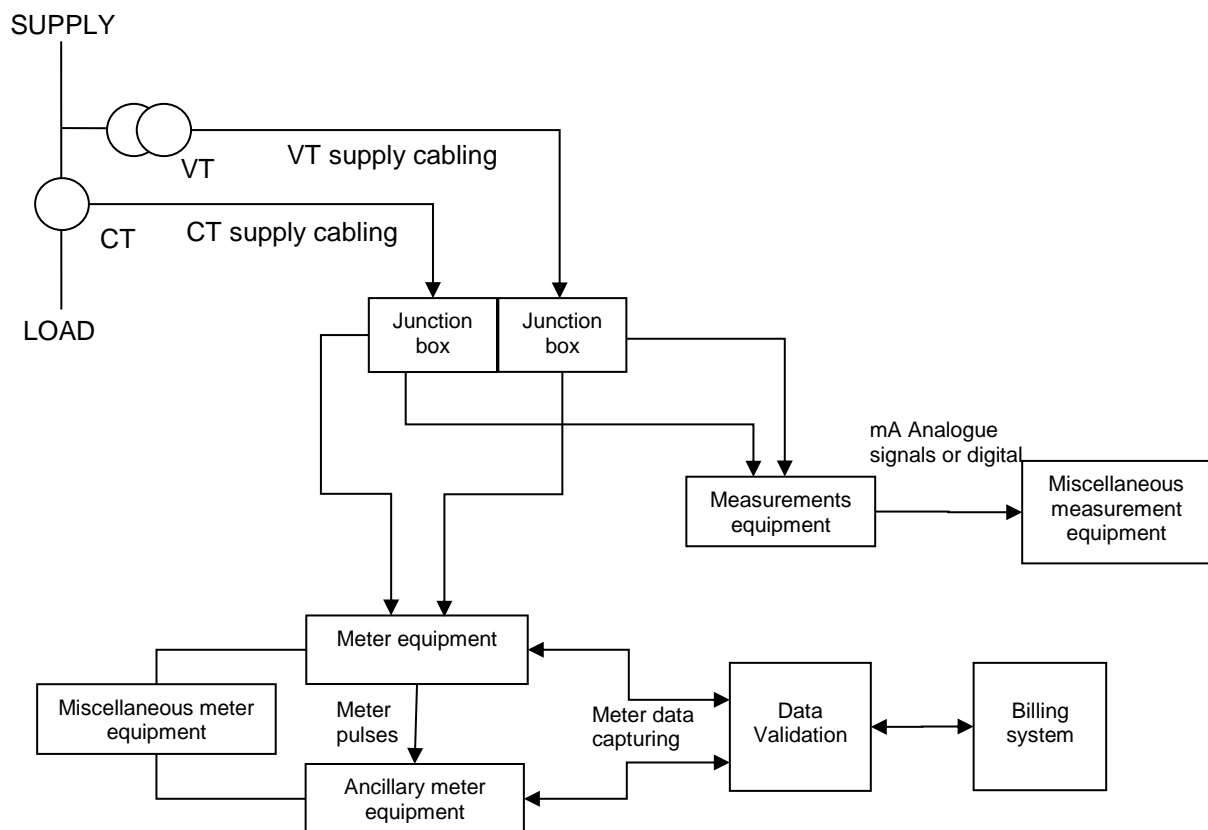 SUPPLY
VT
VT supply cabling
CT
CT supply cabling
LOAD
Junction
box
Junction
box
mA Analogue
signals or digital
Measurements
equipment
Miscellaneous
measurement
equipment
Meter equipment
Miscellaneous meter
equipment
Meter
pulses
Meter data
capturing
Data
Validation
Billing
system
Ancillary meter
equipment